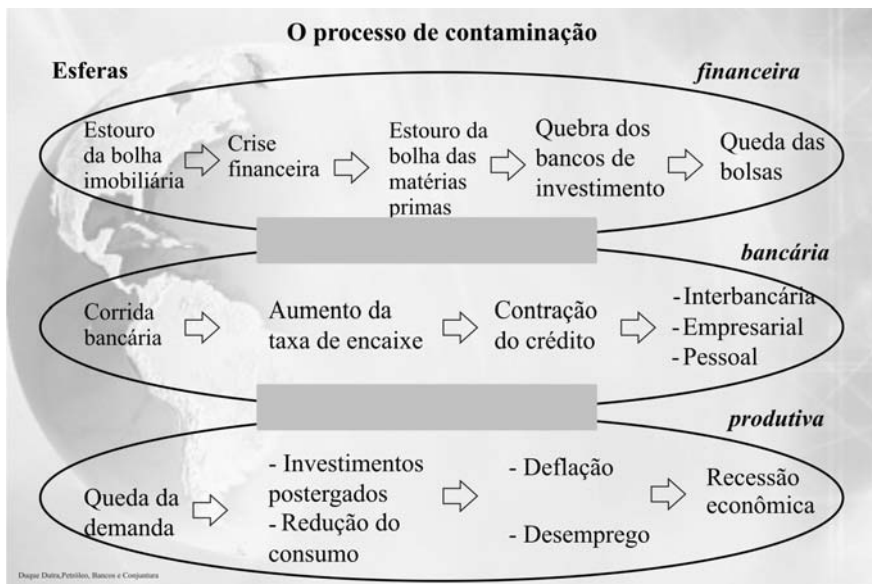 O processo de contaminação
Esferas
financeira
Estouro
da bolha
imobiliária
Crise
financeira
Estouro da
bolha das
matérias
primas
Quebra dos
bancos de
investimento
Queda das
bolsas
bancária
Corrida
bancária
Aumento da
taxa de encaixe
Contração
do crédito
- Interbancária
- Empresarial
- Pessoal
produtiva
Queda da
demanda
- Investimentos
postergados
- Redução do
consumo
- Deflação
- Desemprego
Recessão
econômica
Duque Dutra,Petróleo, Bancos e Conjuntura